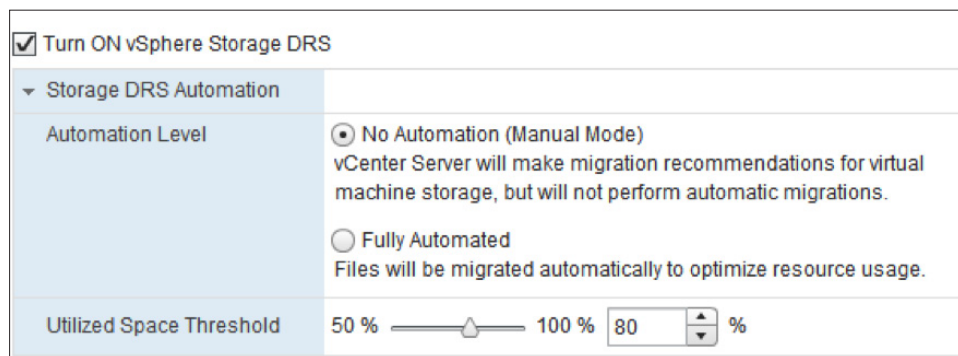 Turn ON vSphere Storage DRS
Storage DRS Automation
Automation Level
No Automation (Manual Mode)
vCenter Server will make migration recommendations for virtual
machine storage, but will not perform automatic migrations.
Fully Automated
Files will be migrated automatically to optimize resource usage.
Utilized Space Threshold 50 % 100 % 80 %